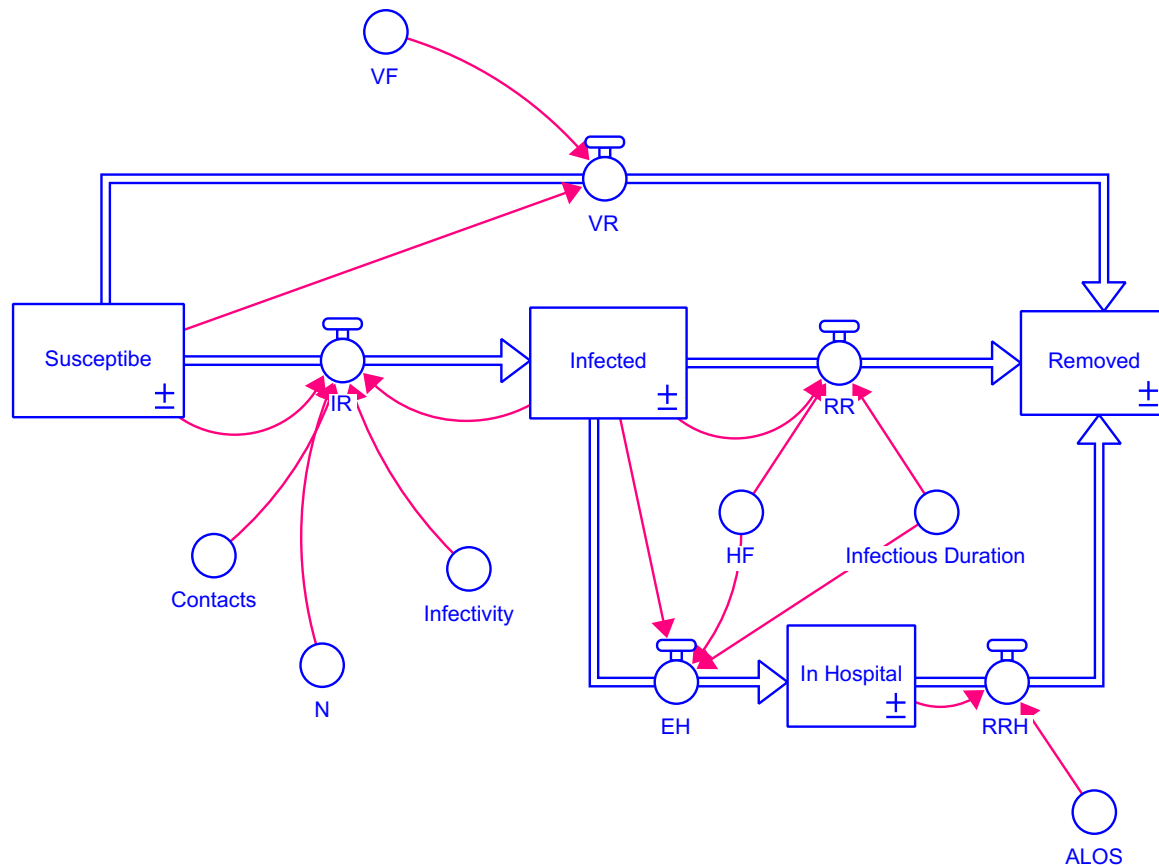 VF
VR
Susceptibe
±
IR
Infected
±
RR
Removed
±
HF
Infectious Duration
Contacts
Infectivity
N
In Hospital
±
EH
RRH
ALOS